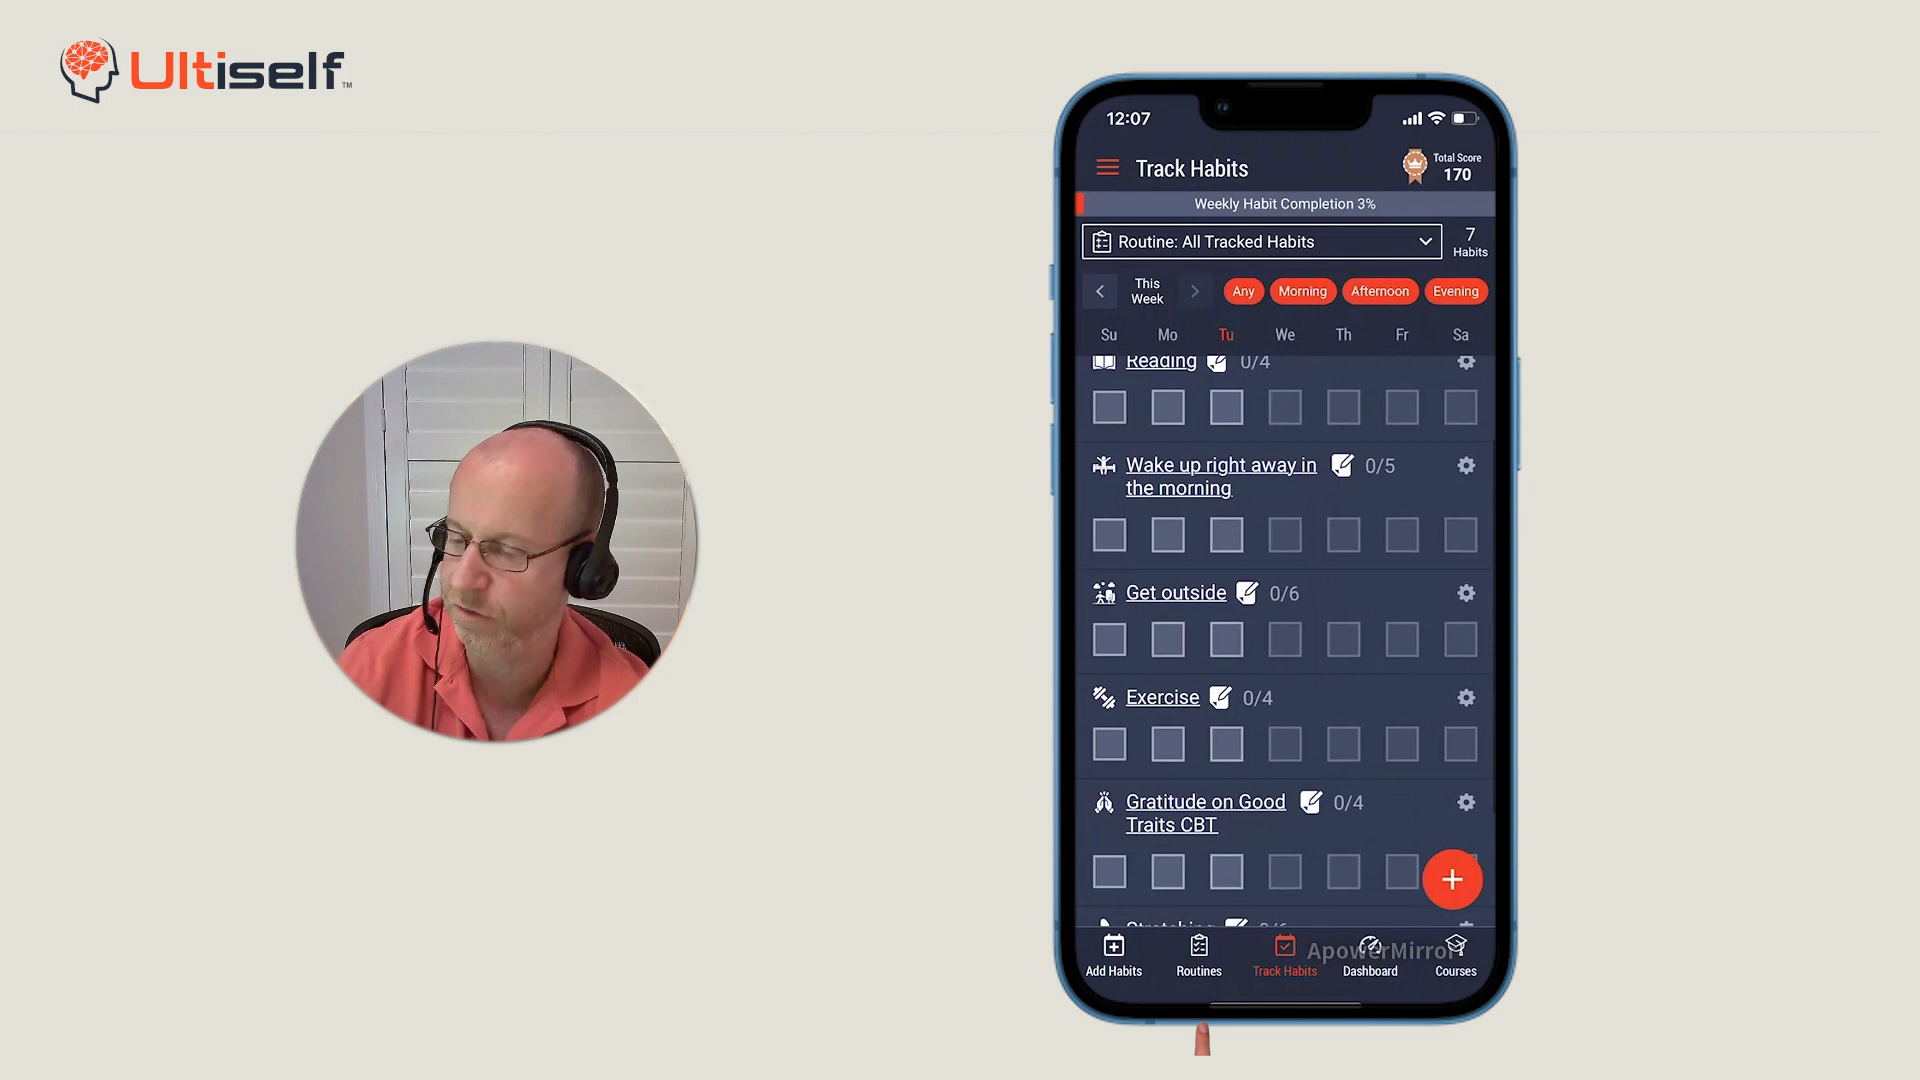 Ultiself™
12:07
Track Habits
Total Score
170
Weekly Habit Completion 3%
Routine: All Tracked Habits
7
Habits
This
Week
Any
Morning
Afternoon
Evening
Su Mo Tu We Th Fr Sa
Reading 0/4
Wake up right away in
the morning
0/5
Get outside 0/6
Exercise 0/4
Gratitude on Good
Traits CBT
0/4
Stretching
ApowerMirror
Add Habits
Routines
Track Habits
Dashboard
Courses